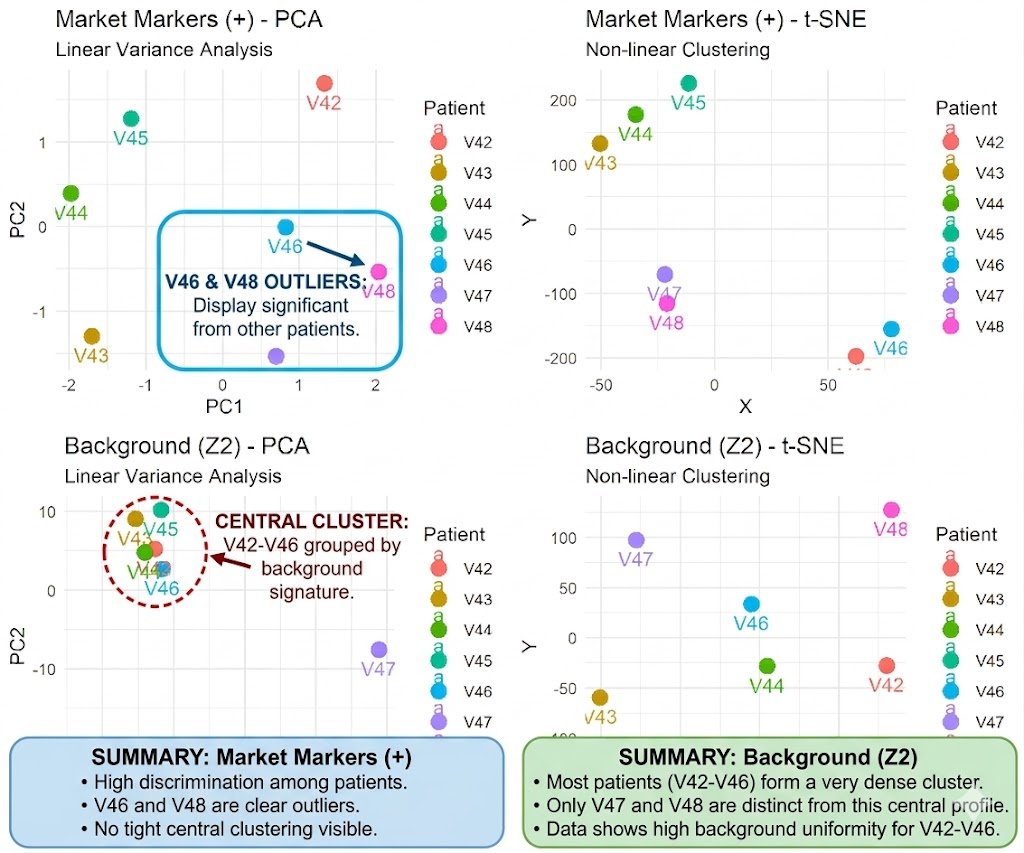 Market Markers (+) - PCA
Linear Variance Analysis
PC2
1
0
-1
-2
-1
0
1
2
PC1
V42
V45
V44
V46
V48
V43
V46 & V48 OUTLIERS:
Display significant
from other patients.
Patient
a
V42
a
V43
a
V44
a
V45
a
V46
a
V47
a
V48
Market Markers (+) - t-SNE
Non-linear Clustering
Y
200
100
0
-100
-200
-50
0
50
X
V45
V44
V43
V47
V48
V46
Patient
a
V42
a
V43
a
V44
a
V45
a
V46
a
V47
a
V48
Background (Z2) - PCA
Linear Variance Analysis
PC2
10
0
-10
V45
V43
V44
V46
V47
CENTRAL CLUSTER:
V42-V46 grouped by
background
signature.
Patient
a
V42
a
V43
a
V44
a
V45
a
V46
a
V47
Background (Z2) - t-SNE
Non-linear Clustering
Y
100
50
0
-50
V48
V47
V46
V44
V42
V43
Patient
a
V42
a
V43
a
V44
a
V45
a
V46
a
V47
SUMMARY: Market Markers (+)
• High discrimination among patients.
• V46 and V48 are clear outliers.
• No tight central clustering visible.
SUMMARY: Background (Z2)
• Most patients (V42-V46) form a very dense cluster.
• Only V47 and V48 are distinct from this central profile.
• Data shows high background uniformity for V42-V46.